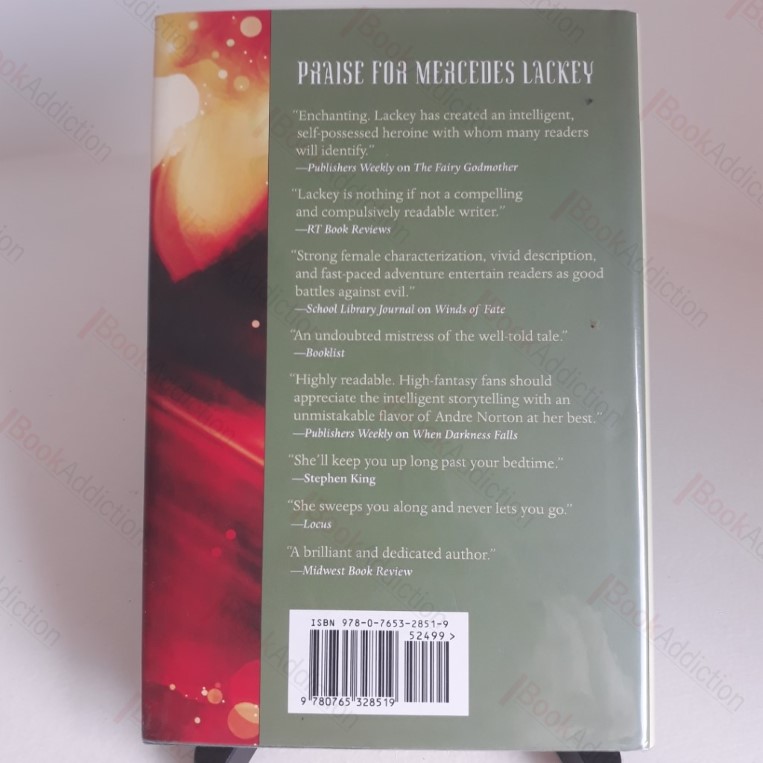 PRAISE FOR MERCEDES LACKEY
"Enchanting. Lackey has created an intelligent,
self-possessed heroine with whom many readers
will identify."
—Publishers Weekly on The Fairy Godmother
"Lackey is nothing if not a compelling
and compulsively readable writer."
—RT Book Reviews
"Strong female characterization, vivid description,
and fast-paced adventure entertain readers as good
battles against evil."
—School Library Journal on Winds of Fate
"An undoubted mistress of the well-told tale."
—Booklist
"Highly readable. High-fantasy fans should
appreciate the intelligent storytelling with an
unmistakable flavor of Andre Norton at her best."
—Publishers Weekly on When Darkness Falls
"She'll keep you up long past your bedtime."
—Stephen King
"She sweeps you along and never lets you go."
—Locus
"A brilliant and dedicated author."
—Midwest Book Review
ISBN 978-0-7653-2851-9
52499 >
9 780765 328519
BookAddiction